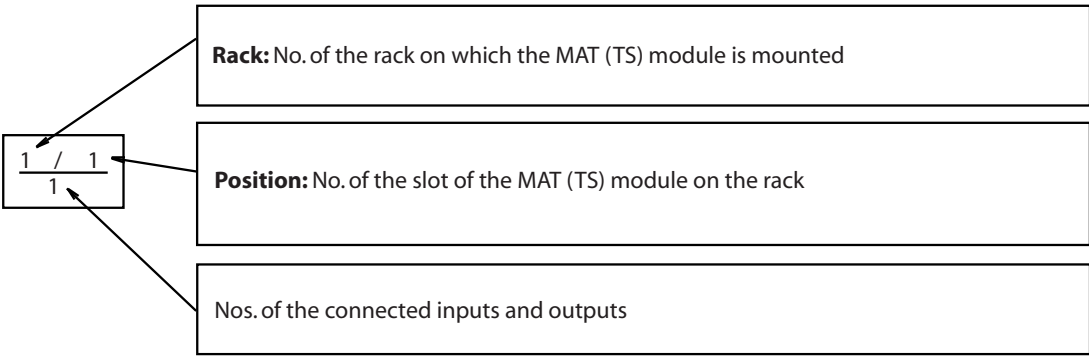 Rack: No. of the rack on which the MAT (TS) module is mounted
1 / 1
1
Position: No. of the slot of the MAT (TS) module on the rack
Nos. of the connected inputs and outputs